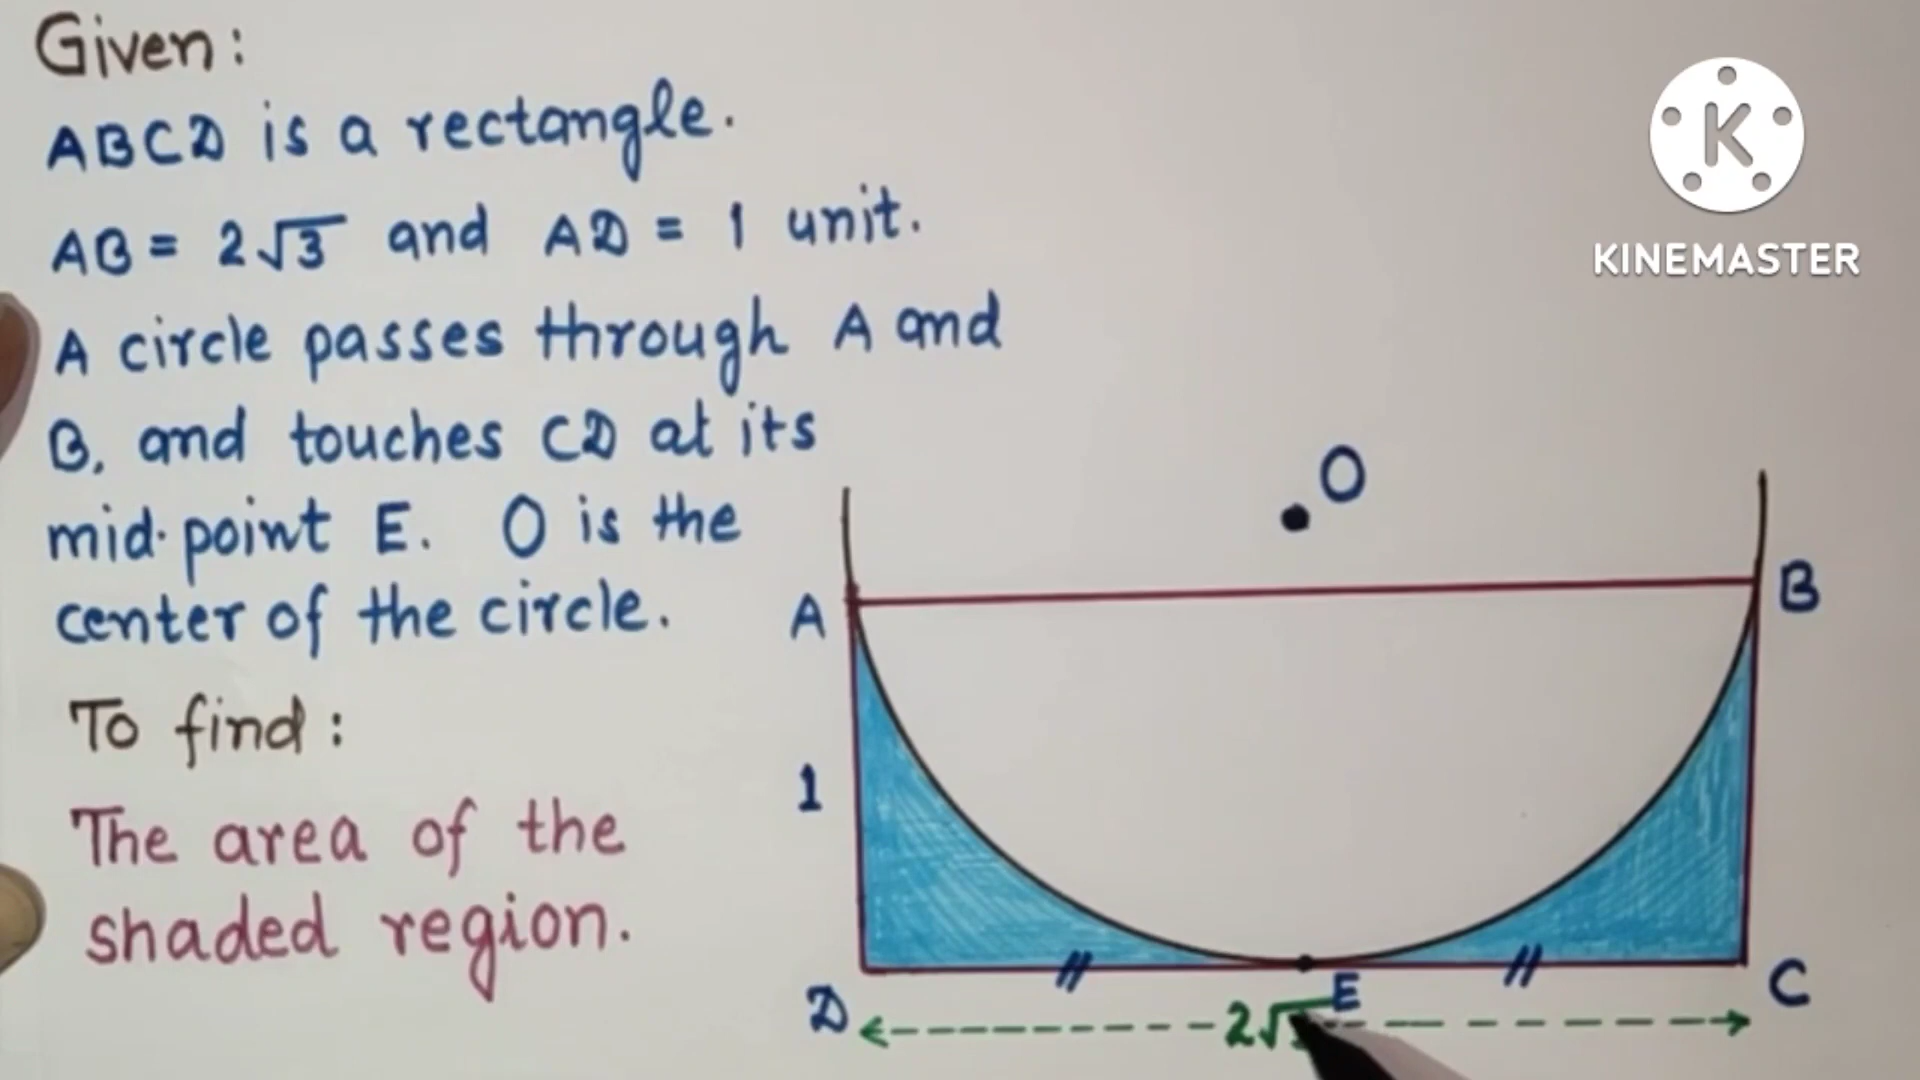 Given:
ABCD is a rectangle.
AB = 2√3 and AD = 1 unit.
A circle passes through A and
B, and touches CD at its
mid-point E. O is the
center of the circle.
To find:
The area of the
shaded region.
K
KINEMASTER
O
A
B
1
D
E
C
2√